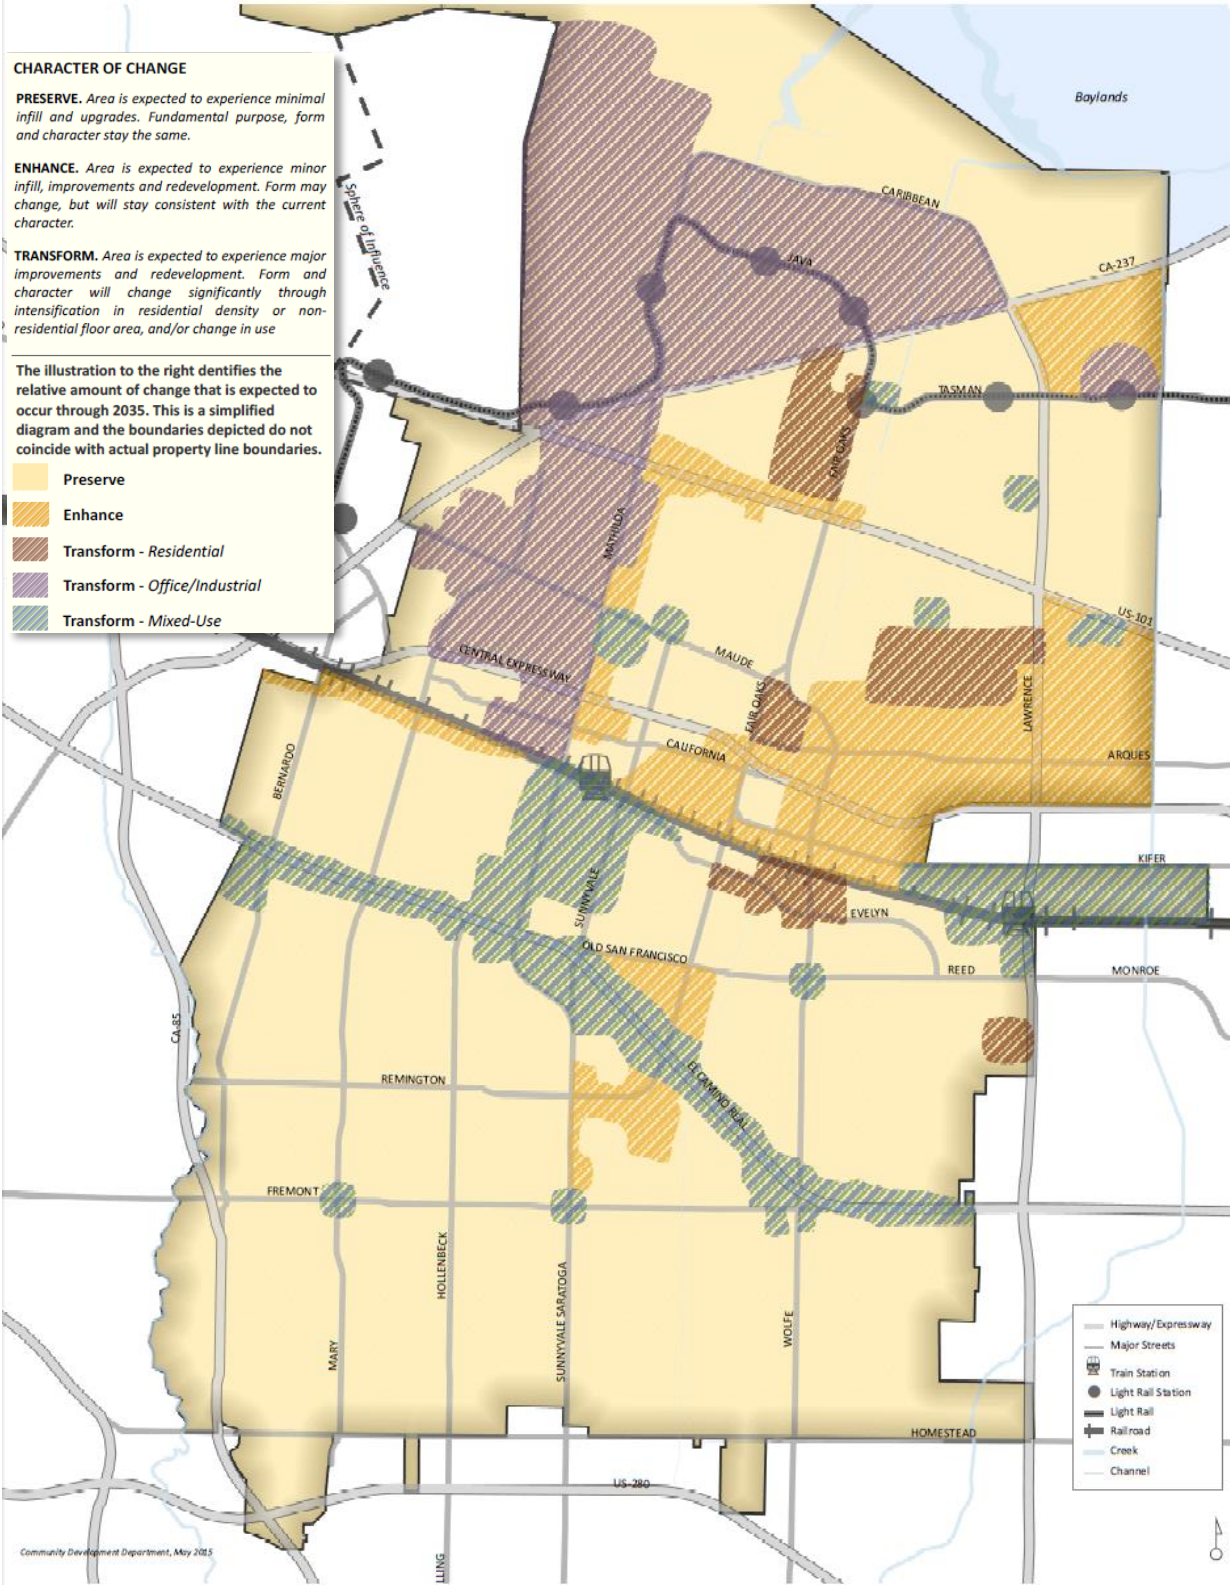 CHARACTER OF CHANGE
PRESERVE. Area is expected to experience minimal
infill and upgrades. Fundamental purpose, form
and character stay the same.
ENHANCE. Area is expected to experience minor
infill, improvements and redevelopment. Form may
change, but will stay consistent with the current
character.
TRANSFORM. Area is expected to experience major
improvements and redevelopment. Form and
character will change significantly through
intensification in residential density or non-
residential floor area, and/or change in use
The illustration to the right dentifies the
relative amount of change that is expected to
occur through 2035. This is a simplified
diagram and the boundaries depicted do not
coincide with actual property line boundaries.
Preserve
Enhance
Transform - Residential
Transform - Office/Industrial
Transform - Mixed-Use
Baylands
Sphere of Influence
CARIBBEAN
JAVA
CA-237
TASMAN
FAIR OAKS
MATHILDA
US-101
MAUDE
CENTRAL EXPRESSWAY
FAIR OAKS
LAWRENCE
CALIFORNIA
ARQUES
BERNARDO
KIFER
SUNNYVALE
EVELYN
OLD SAN FRANCISCO
REED
MONROE
CA-85
REMINGTON
EL CAMINO REAL
FREMONT
HOLLENBECK
SUNNYVALE SARATOGA
WOLFE
MARY
HOMESTEAD
US-280
LLING
Highway/Expressway
Major Streets
Train Station
Light Rail Station
Light Rail
Railroad
Creek
Channel
Community Development Department, May 2015